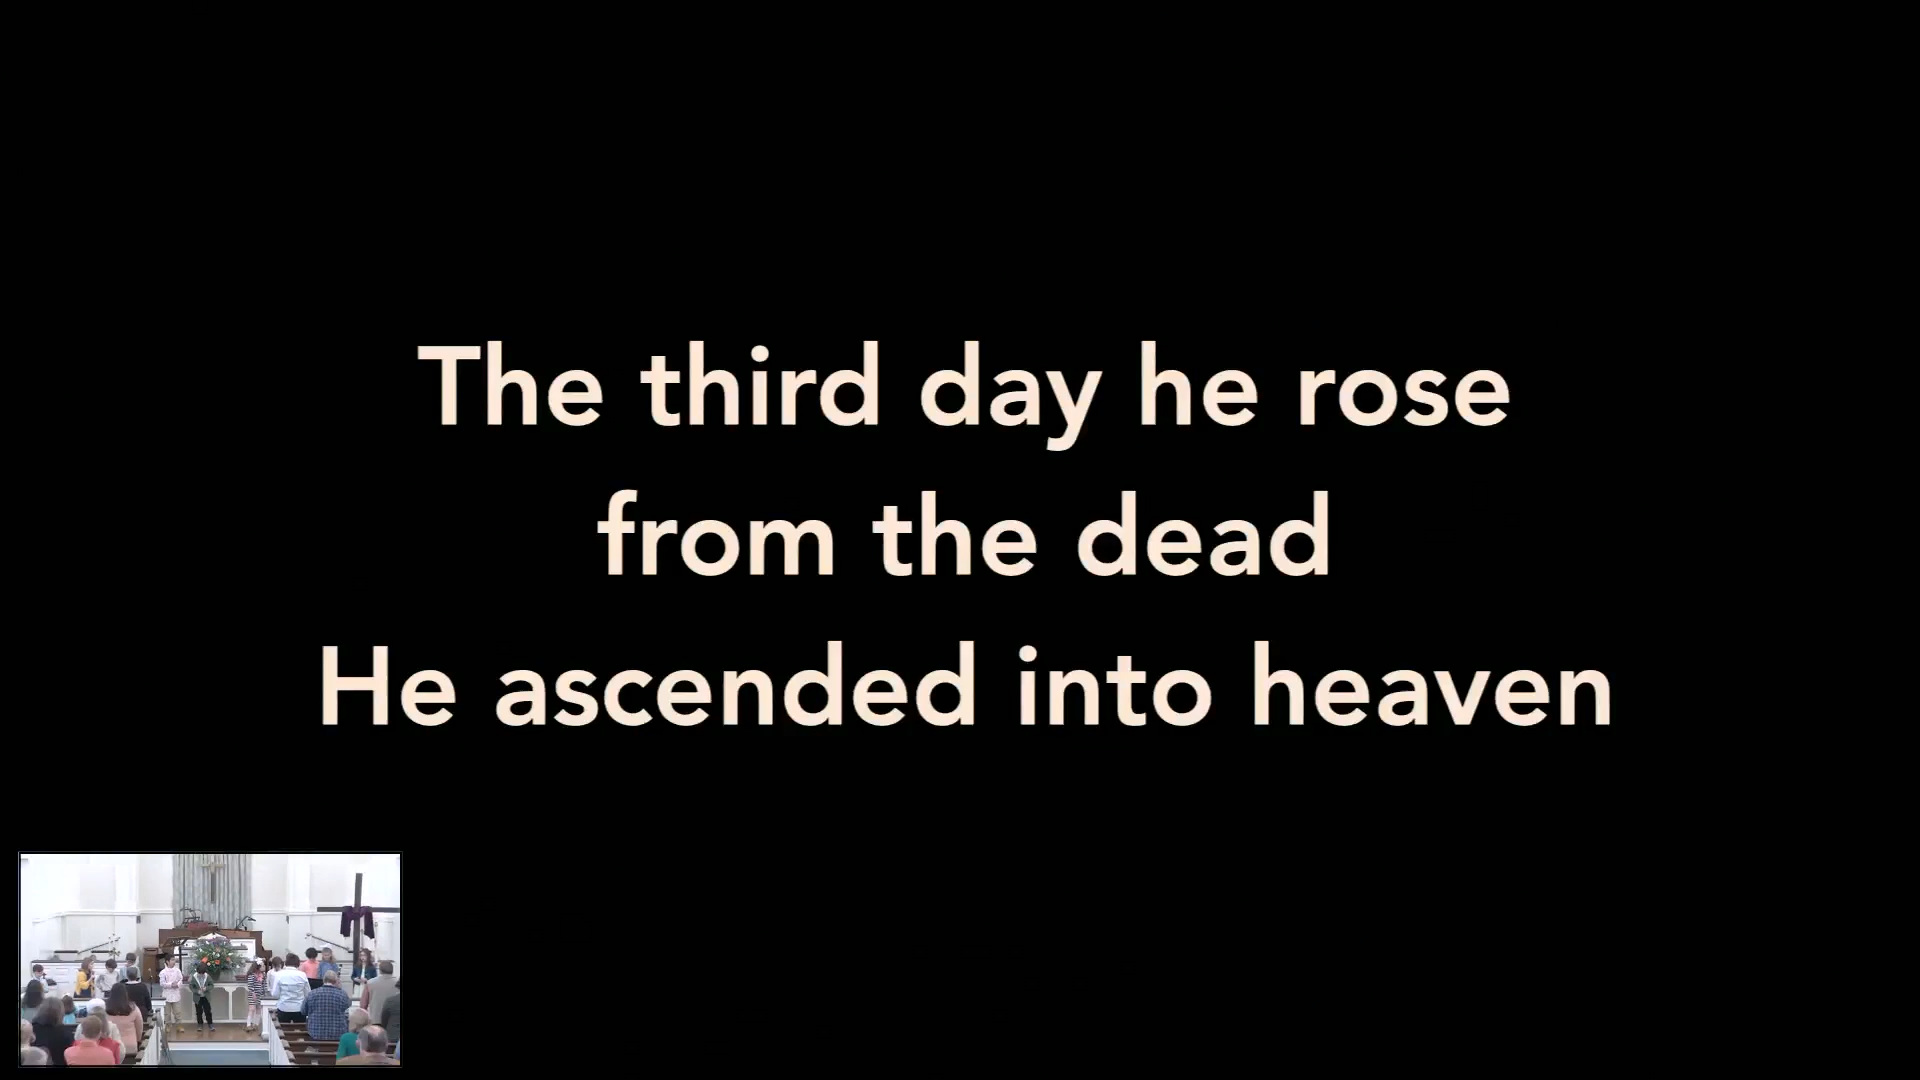 The third day he rose
from the dead
He ascended into heaven